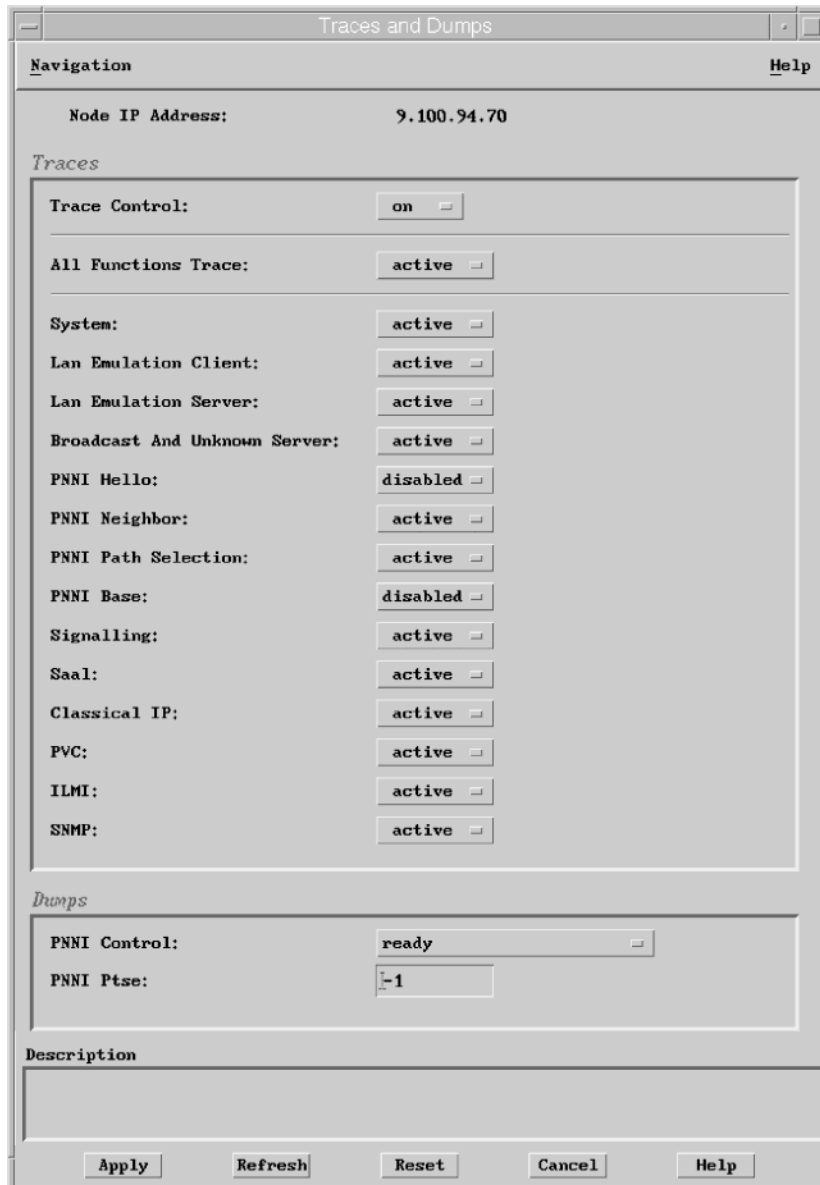 Traces and Dumps
Navigation Help
Node IP Address: 9.100.94.70
Traces
Trace Control: on
All Functions Trace: active
System: active
Lan Emulation Client: active
Lan Emulation Server: active
Broadcast And Unknown Server: active
PNNI Hello: disabled
PNNI Neighbor: active
PNNI Path Selection: active
PNNI Base: disabled
Signalling: active
Saal: active
Classical IP: active
PVC: active
ILMI: active
SNMP: active
Dumps
PNNI Control: ready
PNNI Ptse: -1
Description
Apply Refresh Reset Cancel Help